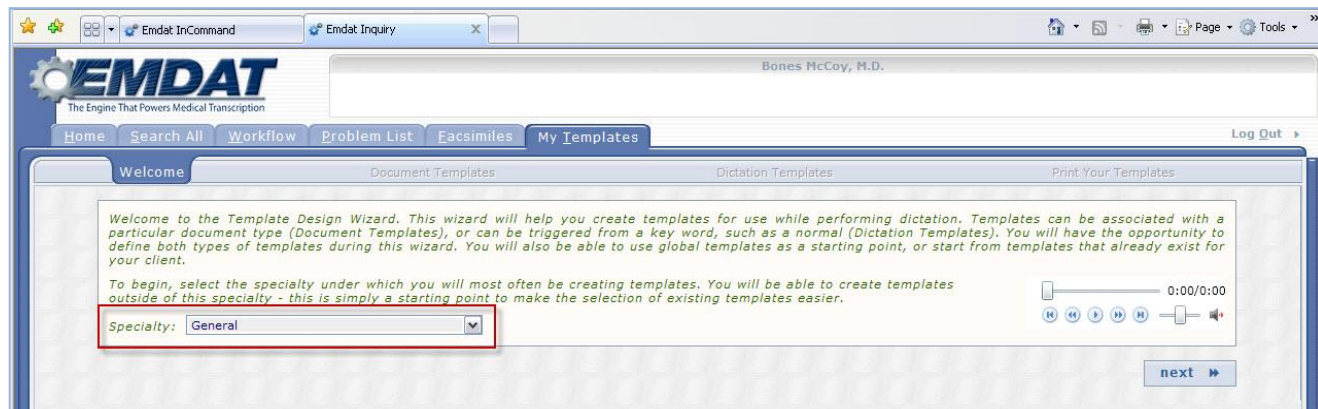 Emdat InCommand
Emdat Inquiry
Page
Tools
»
EMDAT
The Engine That Powers Medical Transcription
Bones McCoy, M.D.
Home
Search All
Workflow
Problem List
Facsimiles
My Templates
Log Out
Welcome
Document Templates
Dictation Templates
Print Your Templates
Welcome to the Template Design Wizard. This wizard will help you create templates for use while performing dictation. Templates can be associated with a
particular document type (Document Templates), or can be triggered from a key word, such as a normal (Dictation Templates). You will have the opportunity to
define both types of templates during this wizard. You will also be able to use global templates as a starting point, or start from templates that already exist for
your client.
To begin, select the specialty under which you will most often be creating templates. You will be able to create templates
outside of this specialty - this is simply a starting point to make the selection of existing templates easier.
0:00/0:00
Specialty: General
next